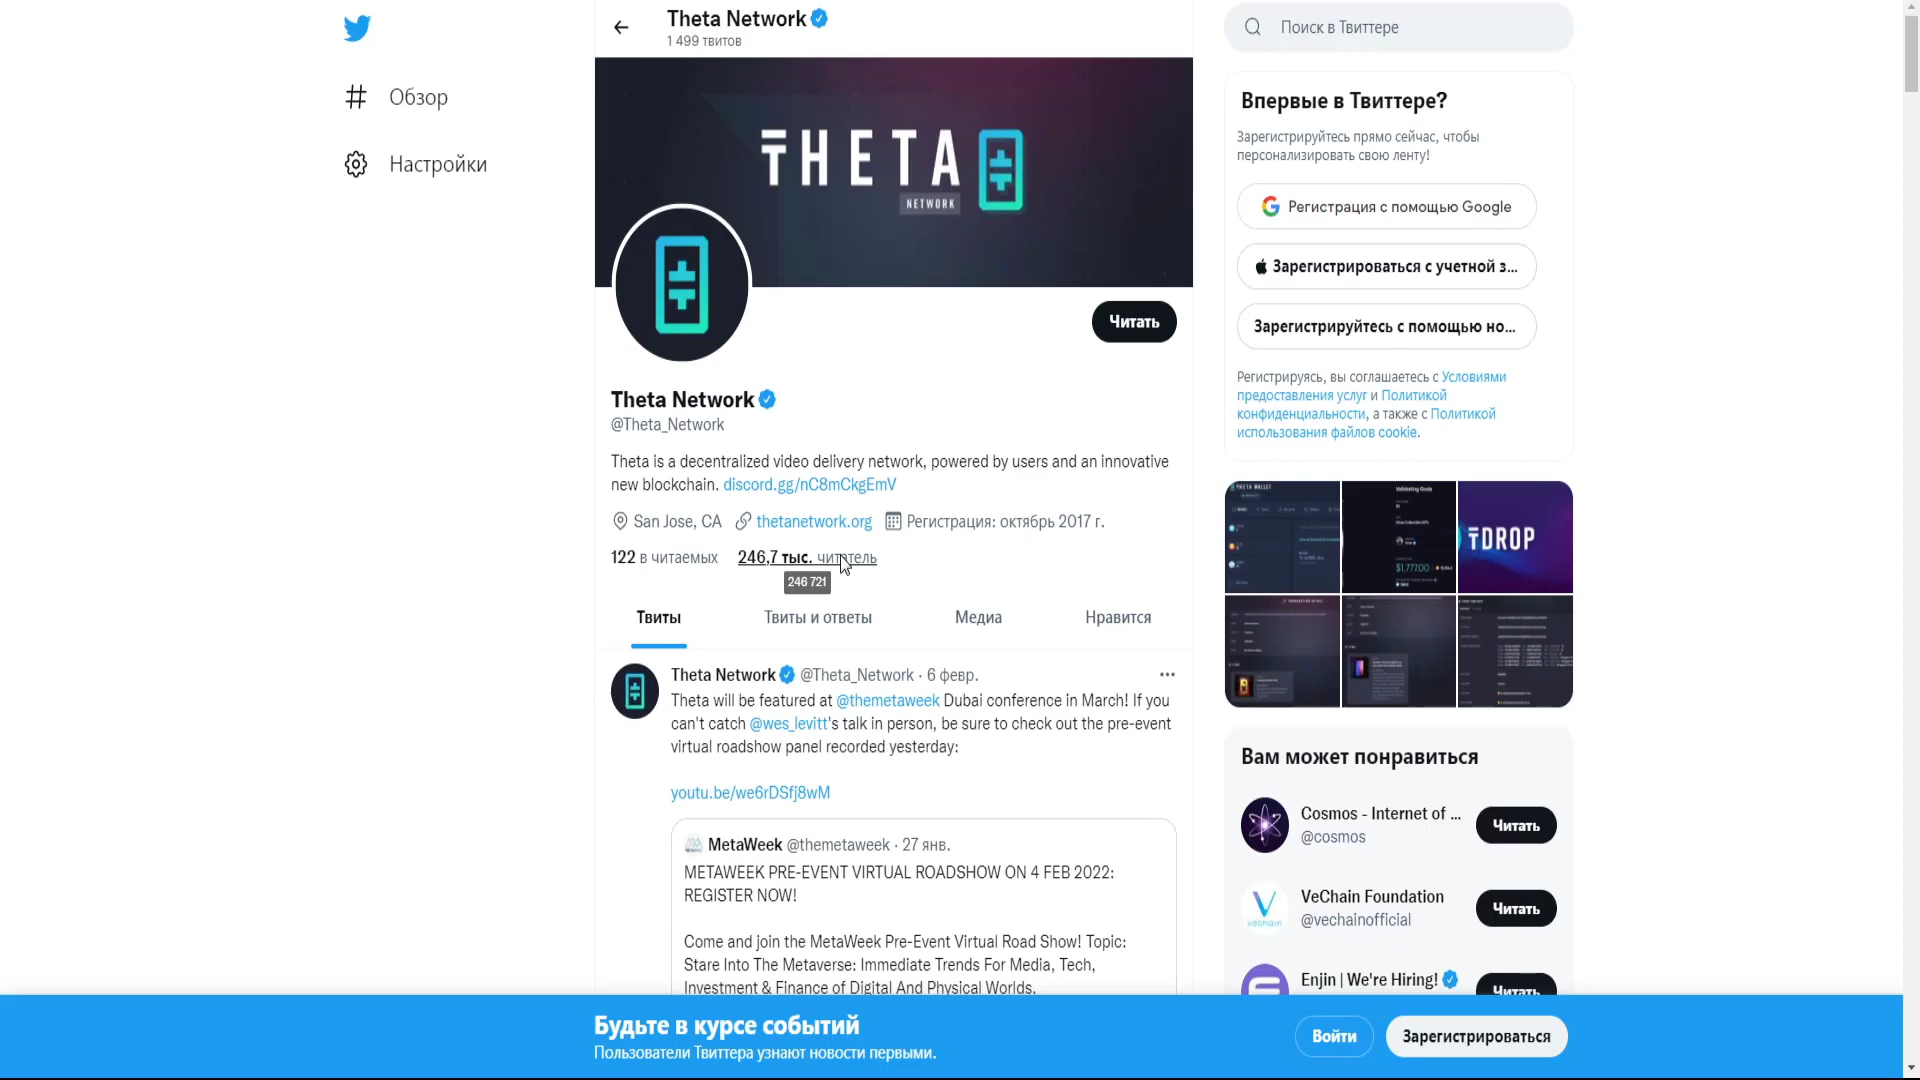 Theta Network
1 499 твитов
Поиск в Твиттере
Обзор
Настройки
THETA
NETWORK
Читать
Theta Network
@Theta_Network
Theta is a decentralized video delivery network, powered by users and an innovative
new blockchain. discord.gg/nC8mCkgEmV
San Jose, CA thetanetwork.org Регистрация: октябрь 2017 г.
122 в читаемых 246,7 тыс. читатель
246 721
Твиты Твиты и ответы Медиа Нравится
Theta Network @Theta_Network · 6 февр.
Theta will be featured at @themetaweek Dubai conference in March! If you
can't catch @wes_levitt's talk in person, be sure to check out the pre-event
virtual roadshow panel recorded yesterday:
youtu.be/we6rDSfj8wM
MetaWeek @themetaweek · 27 янв.
METAWEEK PRE-EVENT VIRTUAL ROADSHOW ON 4 FEB 2022:
REGISTER NOW!
Come and join the MetaWeek Pre-Event Virtual Road Show! Topic:
Stare Into The Metaverse: Immediate Trends For Media, Tech,
Investment & Finance of Digital And Physical Worlds.
Впервые в Твиттере?
Зарегистрируйтесь прямо сейчас, чтобы
персонализировать свою ленту!
Регистрация с помощью Google
Зарегистрироваться с учетной з...
Зарегистрируйтесь с помощью но...
Регистрируясь, вы соглашаетесь с Условиями
предоставления услуг и Политикой
конфиденциальности, а также с Политикой
использования файлов cookie.
THETA WALLET
Validating Gods
$1,777.00
TDROP
Вам может понравиться
Cosmos - Internet of ...
@cosmos
Читать
VeChain Foundation
@vechainofficial
Читать
vechain
Enjin | We're Hiring!
Читать
Будьте в курсе событий
Пользователи Твиттера узнают новости первыми.
Войти
Зарегистрироваться